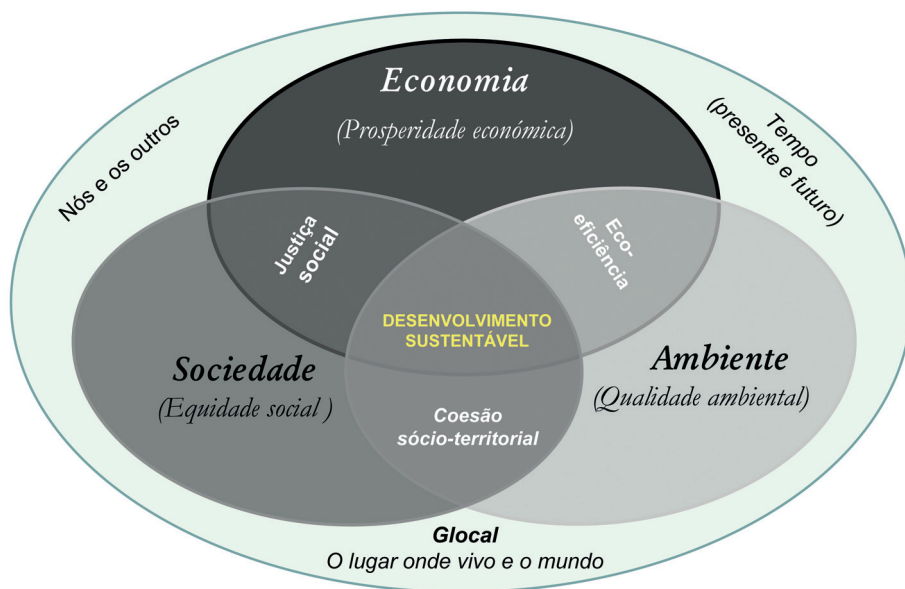 Economia
(Prosperidade económica)
Nós e os outros
Tempo
(presente e futuro)
Justiça
social
Eco-
eficiência
DESENVOLVIMENTO
SUSTENTÁVEL
Sociedade
(Equidade social )
Ambiente
(Qualidade ambiental)
Coesão
sócio-territorial
Glocal
O lugar onde vivo e o mundo